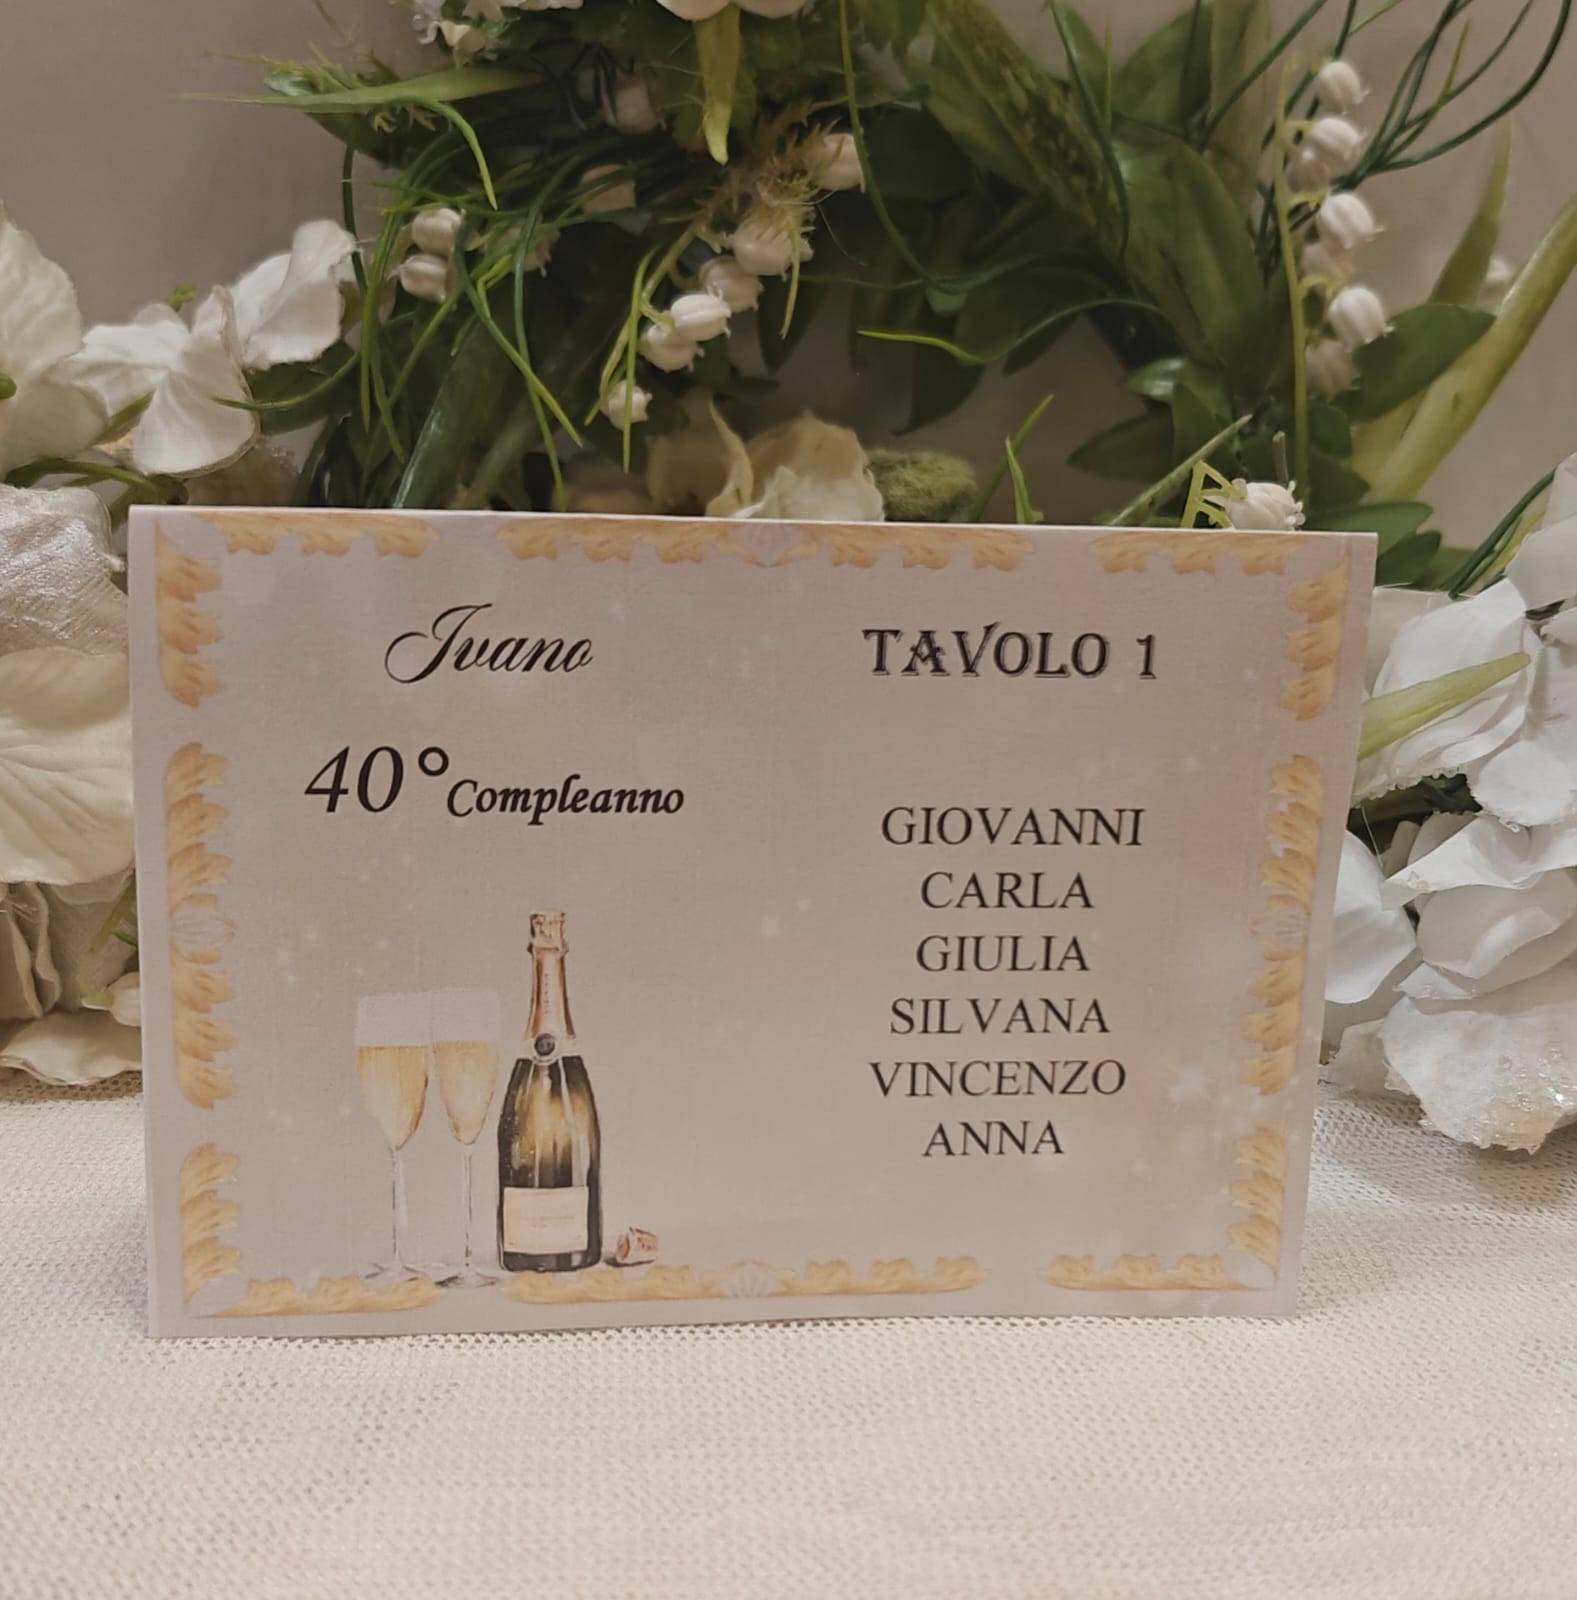 Ivano
40° Compleanno
TAVOLO 1
GIOVANNI
CARLA
GIULIA
SILVANA
VINCENZO
ANNA